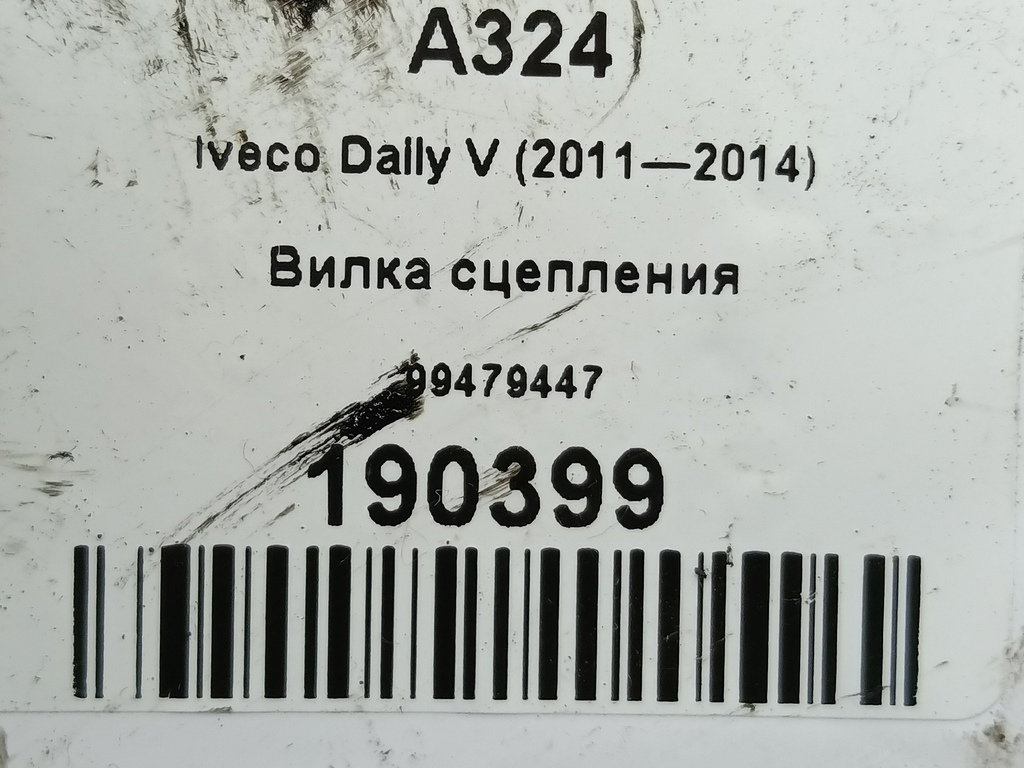 A324
Iveco Daily V (2011—2014)
Вилка сцепления
99479447
190399